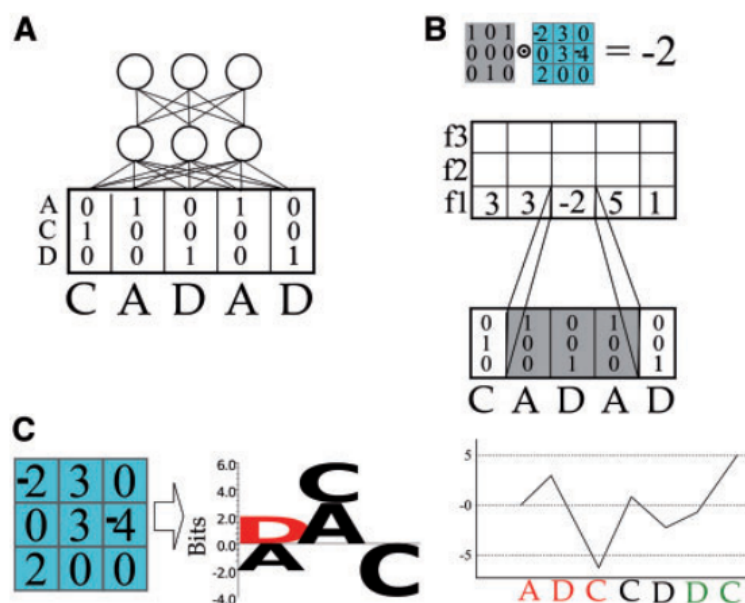 A
A 0 1 0 1 0
C 1 0 0 0 0
D 0 0 1 0 1
C A D A D
B
1 0 1 -2 3 0
0 0 0 ⊙ 0 3 -4 = -2
0 1 0 2 0 0
f3
f2
f1 3 3 -2 5 1
0 1 0 1 0
1 0 0 0 0
0 0 1 0 1
C A D A D
C
-2 3 0
0 3 -4
2 0 0
Bits
6.0
4.0
2.0
0.0
-2.0
-4.0
D A C A C
5
-0
-5
A D C C D D C